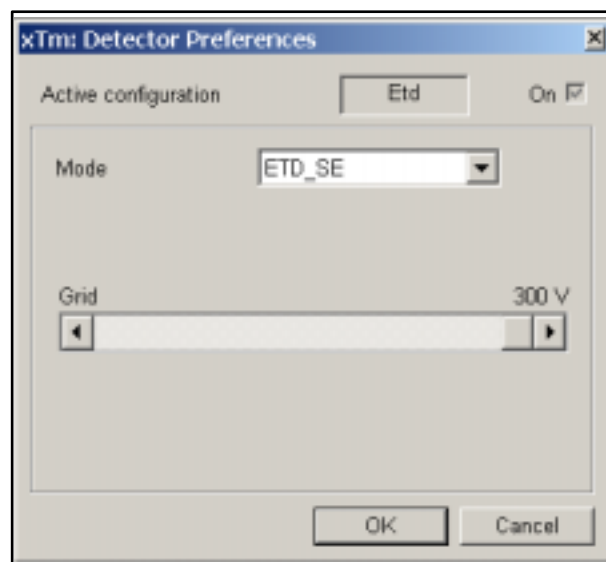 xTm: Detector Preferences
Active configuration Etd On
Mode ETD_SE
Grid 300 V
OK Cancel